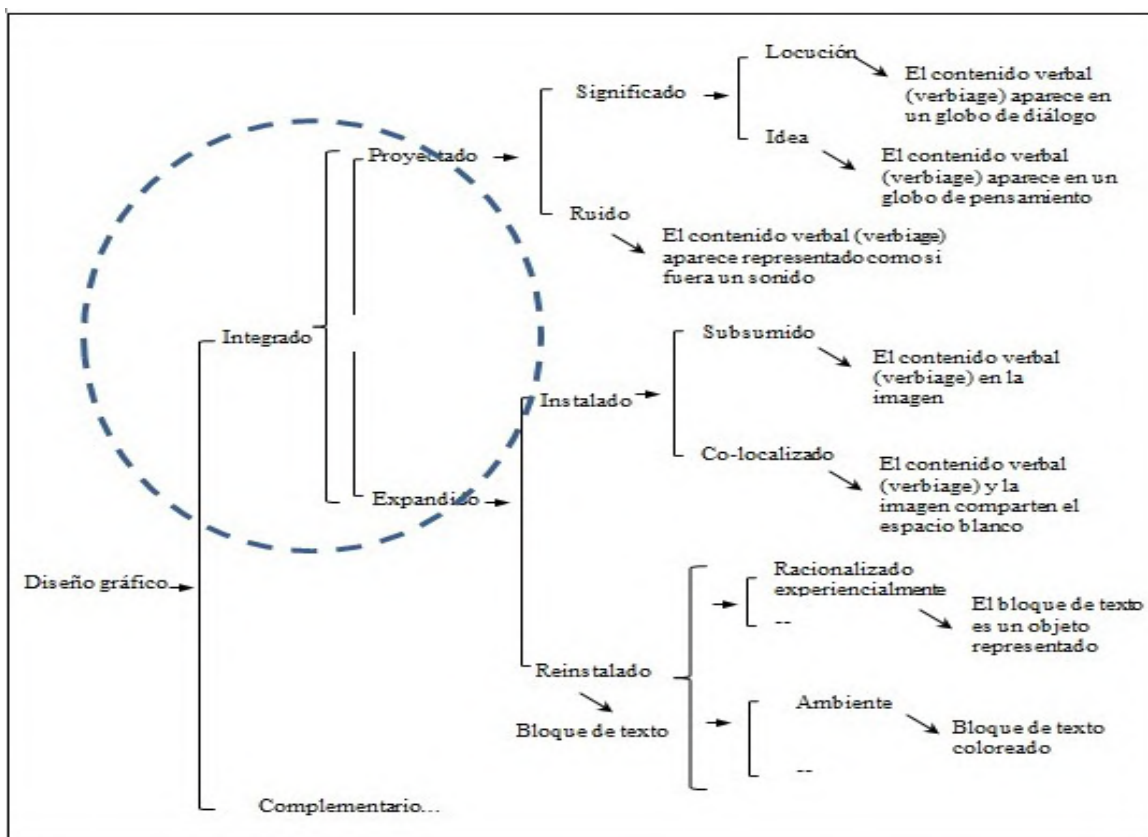 Locución
El contenido verbal
(verbiage) aparece en
un globo de diálogo
Significado
Idea
El contenido verbal
(verbiage) aparece en un
globo de pensamiento
Proyectado
Ruido
El contenido verbal (verbiage)
aparece representado como si
fuera un sonido
Integrado
Subsumido
El contenido verbal
(verbiage) en la
imagen
Instalado
Co-localizado
El contenido verbal
(verbiage) y la
imagen comparten el
espacio blanco
Expandido
Diseño gráfico
Racionalizado
experiencialmente
--
El bloque de texto
es un objeto
representado
Reinstalado
Bloque de texto
Ambiente
Bloque de texto
coloreado
--
Complementario...